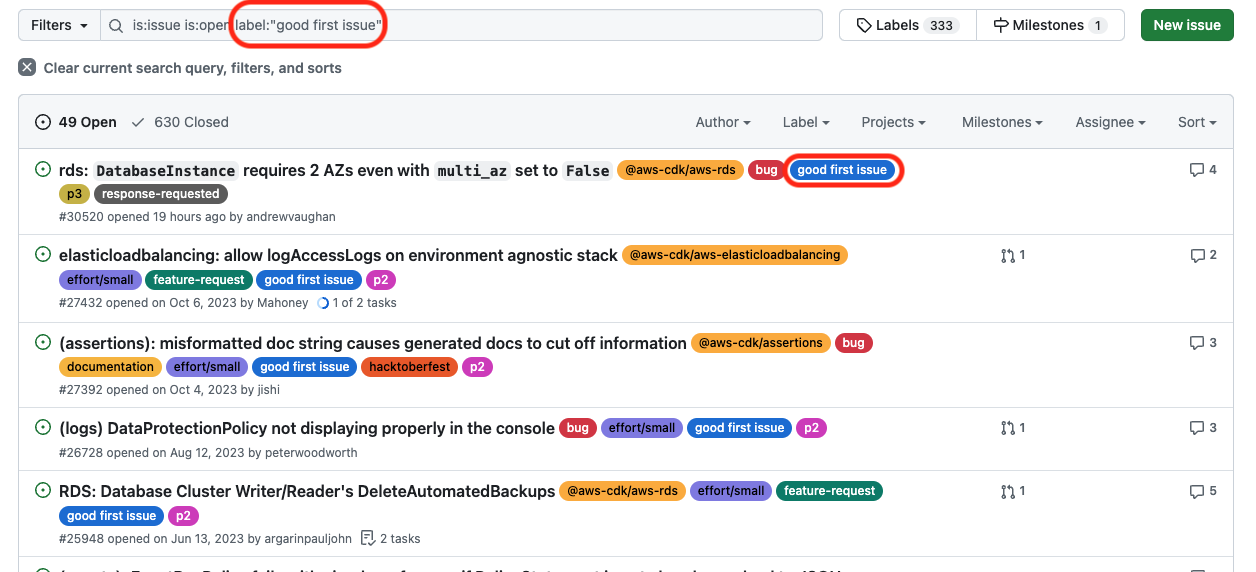 Filters is:issue is:open label:"good first issue" Labels 333 Milestones 1 New issue
Clear current search query, filters, and sorts
49 Open 630 Closed Author Label Projects Milestones Assignee Sort
rds: DatabaseInstance requires 2 AZs even with multi_az set to False @aws-cdk/aws-rds bug good first issue 4
p3 response-requested
#30520 opened 19 hours ago by andrewvaughan
elasticloadbalancing: allow logAccessLogs on environment agnostic stack @aws-cdk/aws-elasticloadbalancing 1 2
effort/small feature-request good first issue p2
#27432 opened on Oct 6, 2023 by Mahoney 1 of 2 tasks
(assertions): misformatted doc string causes generated docs to cut off information @aws-cdk/assertions bug 3
documentation effort/small good first issue hacktoberfest p2
#27392 opened on Oct 4, 2023 by jishi
(logs) DataProtectionPolicy not displaying properly in the console bug effort/small good first issue p2 1 3
#26728 opened on Aug 12, 2023 by peterwoodworth
RDS: Database Cluster Writer/Reader's DeleteAutomatedBackups @aws-cdk/aws-rds effort/small feature-request 1 5
good first issue p2
#25948 opened on Jun 13, 2023 by argarinpauljohn 2 tasks